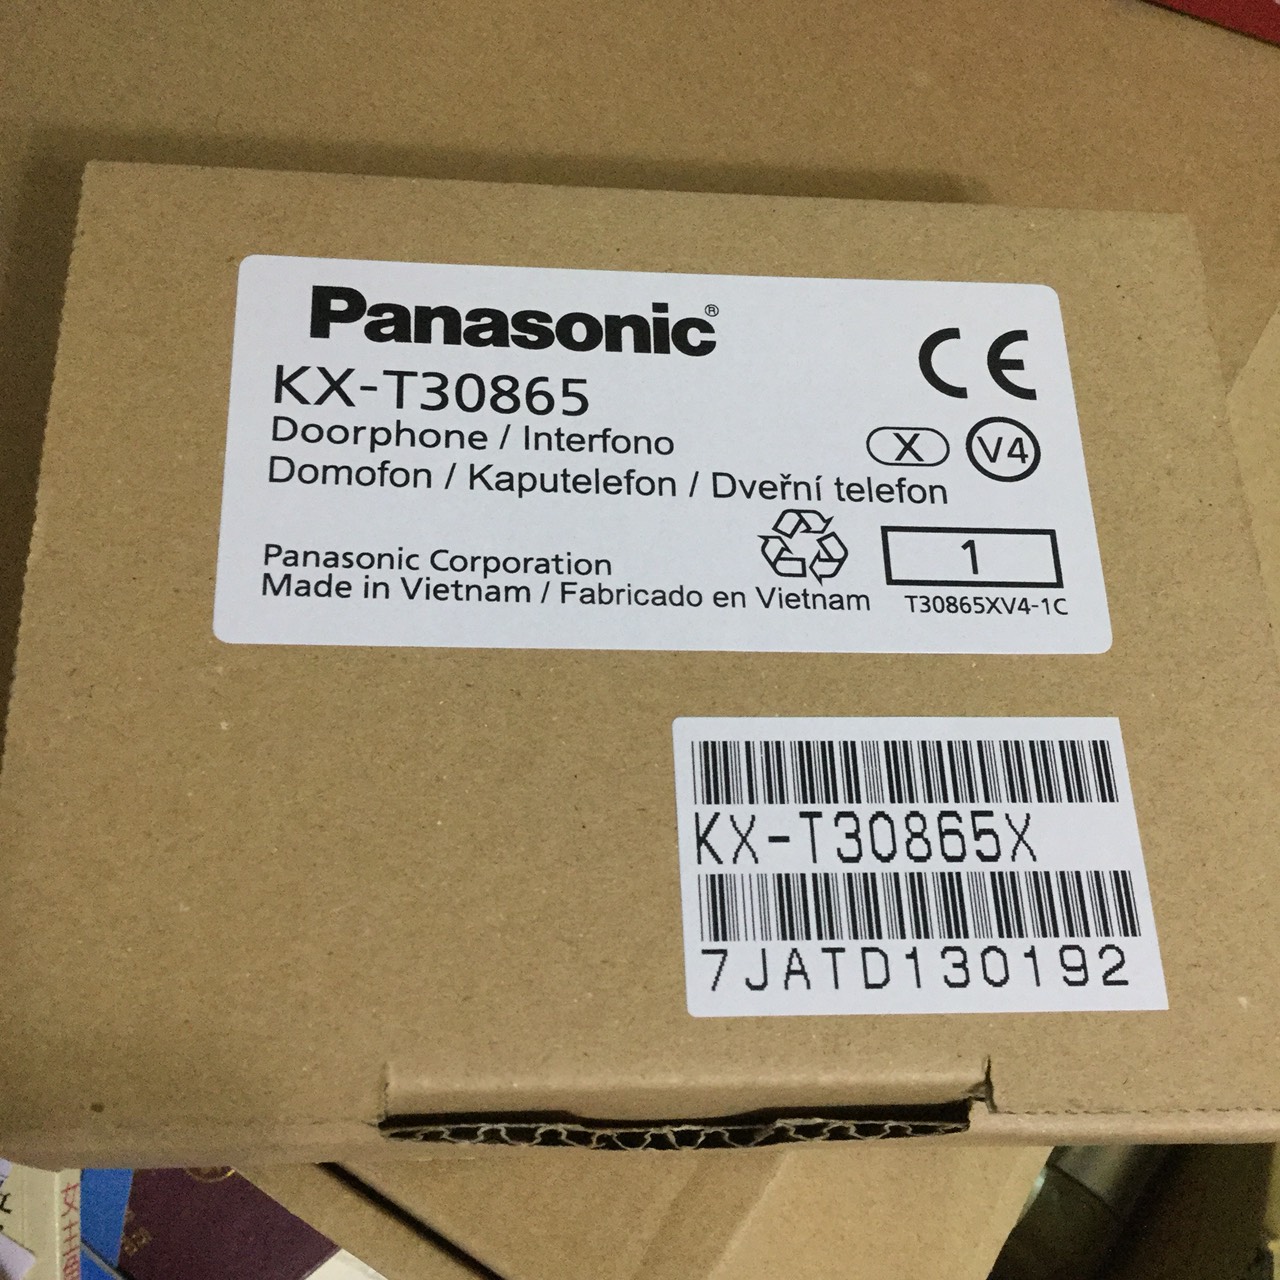 Panasonic®
KX-T30865
Doorphone / Interfono
Domofon / Kaputelefon / Dveřní telefon
CE
X V4
Panasonic Corporation
Made in Vietnam / Fabricado en Vietnam
1
T30865XV4-1C
KX-T30865X
7JATD130192